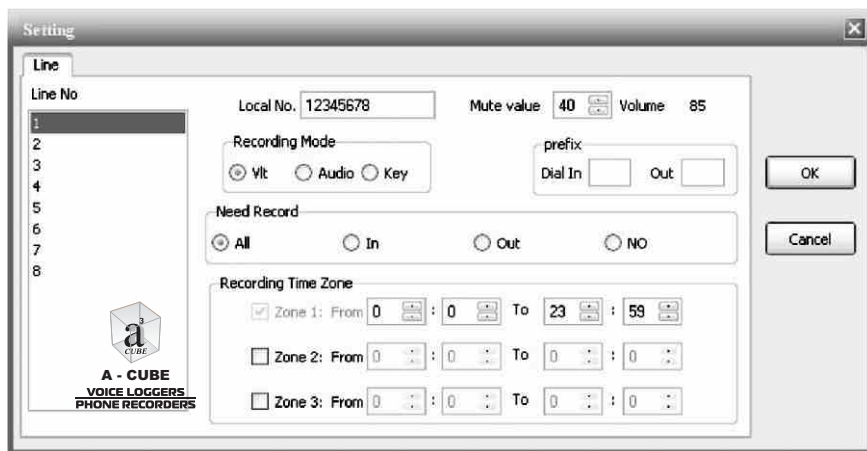 Setting
Line
Line No
1
2
3
4
5
6
7
8
Local No. 12345678 Mute value 40 Volume 85
Recording Mode
Vlt Audio Key
prefix
Dial In Out
Need Record
All In Out NO
Recording Time Zone
Zone 1: From 0 : 0 To 23 : 59
Zone 2: From 0 : 0 To 0 : 0
Zone 3: From 0 : 0 To 0 : 0
OK
Cancel
a3
CUBE
A - CUBE
VOICE LOGGERS
PHONE RECORDERS